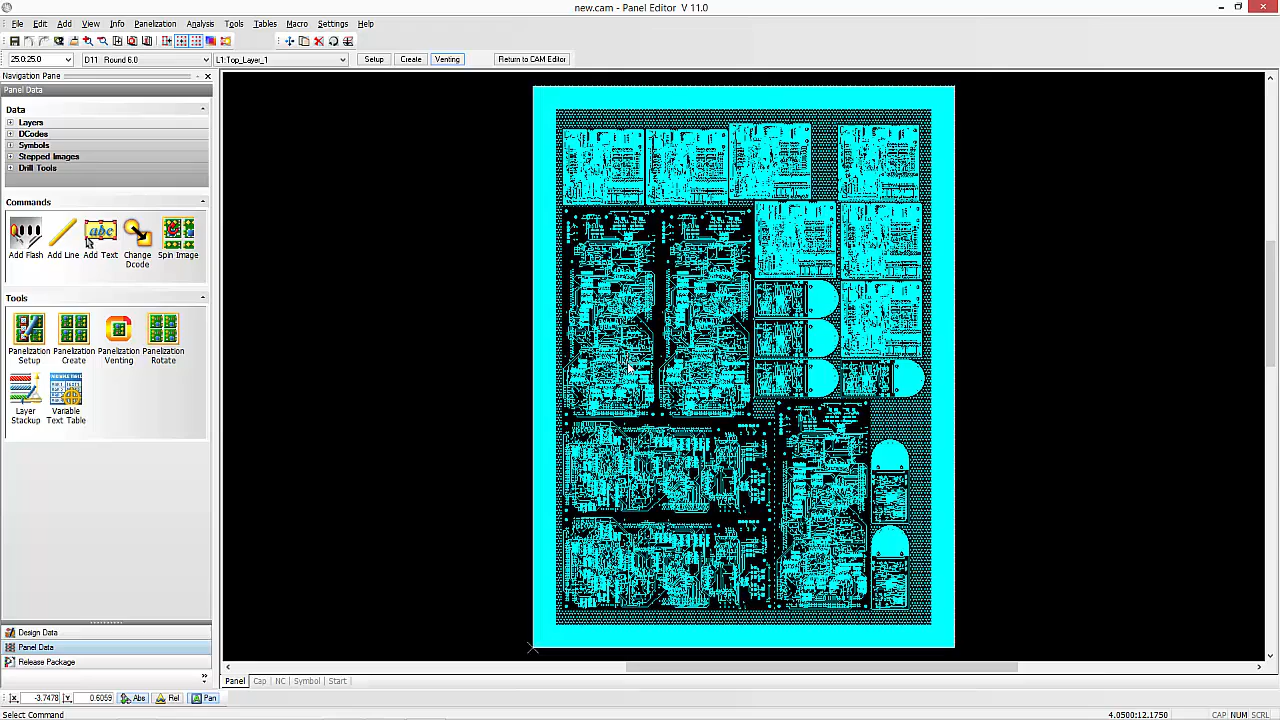 new.cam - Panel Editor V 11.0
File Edit Add View Info Panelization Analysis Tools Tables Macro Settings Help
25.0:25.0 D11 Round 6.0 L1:Top_Layer_1 Setup Create Venting Return to CAM Editor
Navigation Pane
Panel Data
Data
Layers
DCodes
Symbols
Stepped Images
Drill Tools
Commands
abc
Add Flash Add Line Add Text Change Dcode Spin Image
Tools
Panelization Setup Panelization Create Panelization Venting Panelization Rotate
Layer Stackup Variable Text Table
Design Data
Panel Data
Release Package
Panel Cap NC Symbol Start
X -3.7478 Y 0.6059 Abs Rel Pan
Select Command 4.0500:12.1750 CAP NUM SCRL